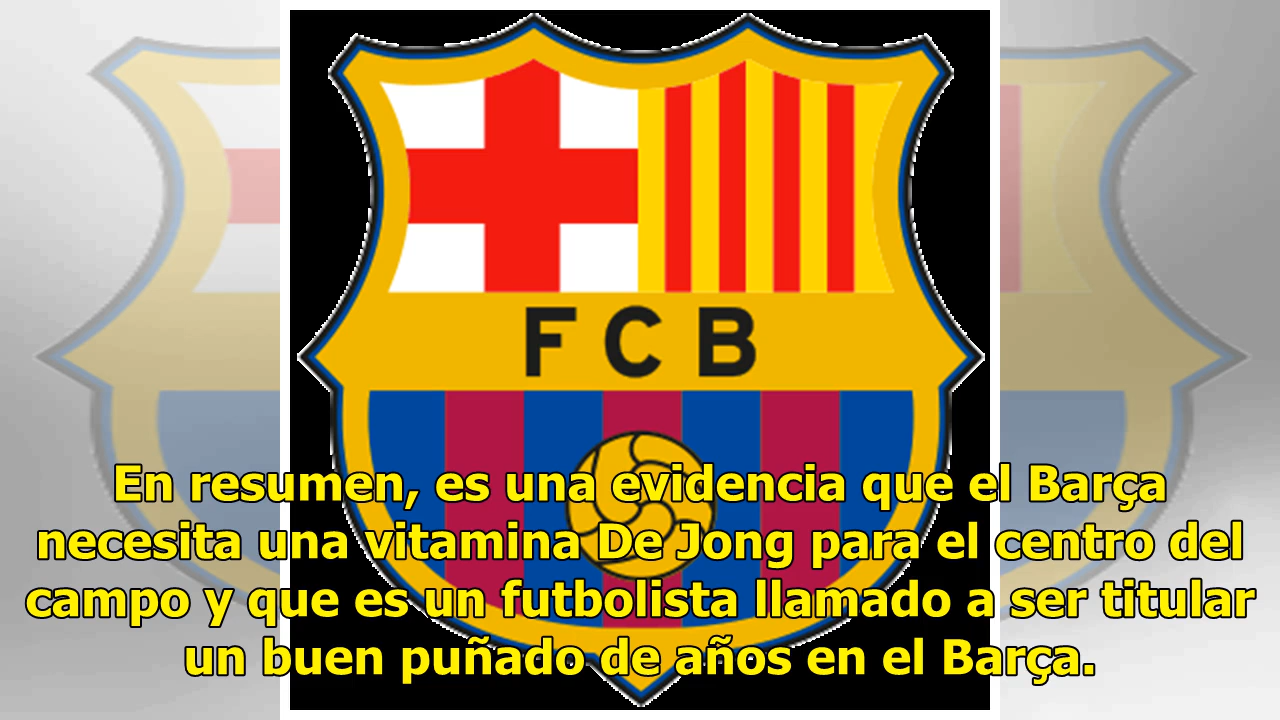 FCB
En resumen, es una evidencia que el Barça
necesita una vitamina De Jong para el centro del
campo y que es un futbolista llamado a ser titular
un buen puñado de años en el Barça.